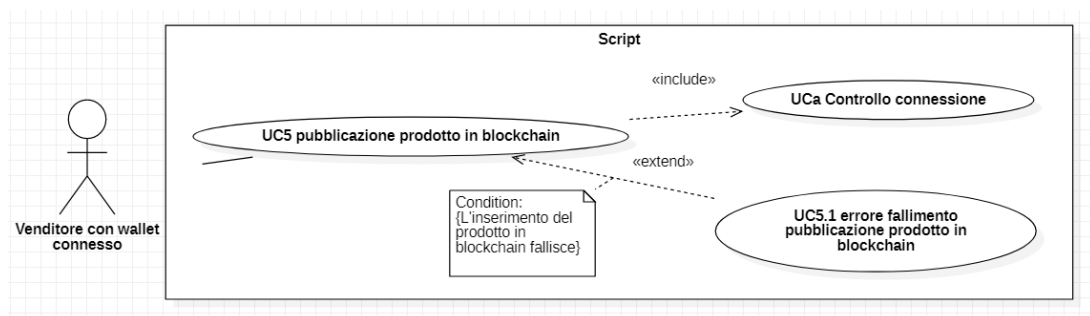 Script
«include»
UCa Controllo connessione
UC5 pubblicazione prodotto in blockchain
«extend»
Condition:
{L'inserimento del
prodotto in
blockchain fallisce}
UC5.1 errore fallimento
pubblicazione prodotto in
blockchain
Venditore con wallet
connesso